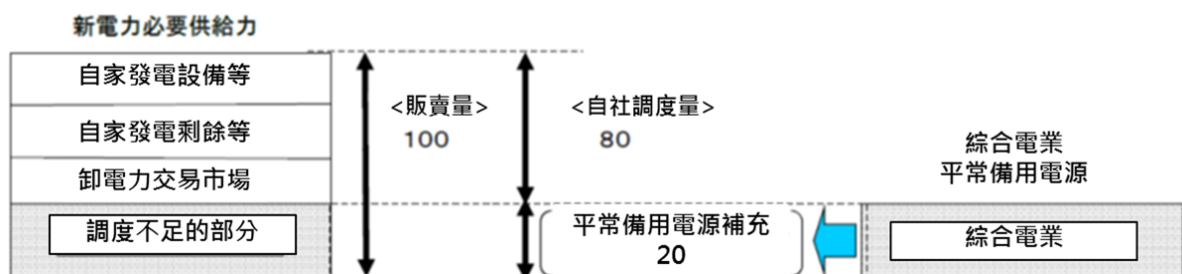 新電力必要供給力
自家發電設備等
自家發電剩餘等
卸電力交易市場
調度不足的部分
<販賣量>
100
<自社調度量>
80
平常備用電源補充
20
綜合電業
平常備用電源
綜合電業